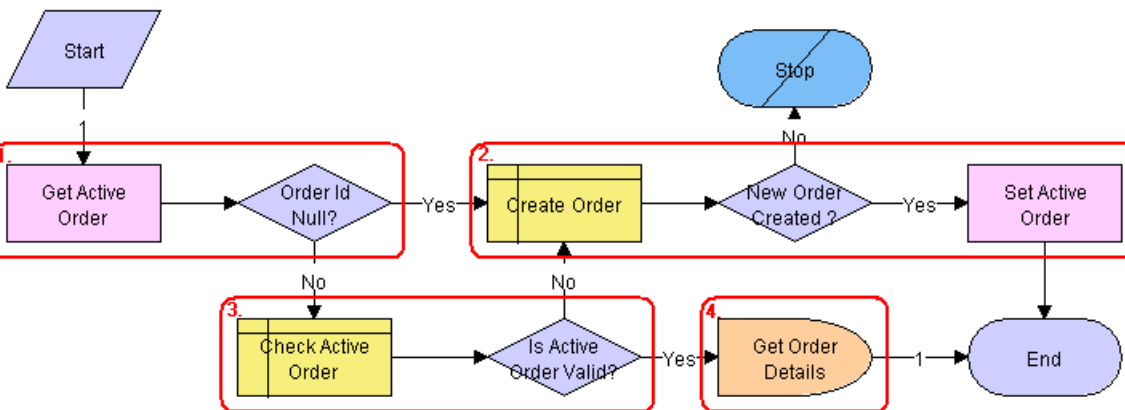 Start
Stop
1
No
1.
2.
Get Active
Order
Order Id
Null?
Yes
Create Order
New Order
Created ?
Yes
Set Active
Order
No
No
3.
4.
Check Active
Order
Is Active
Order Valid?
Yes
Get Order
Details
1
End